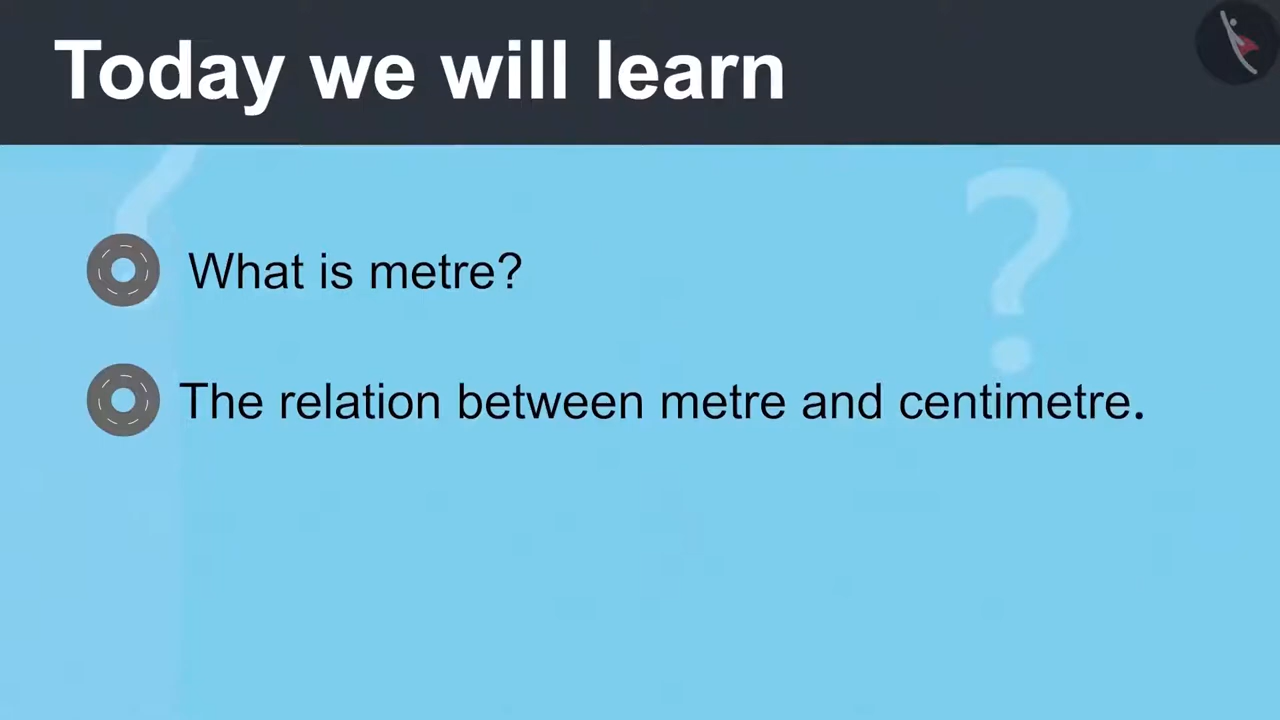 Today we will learn
What is metre?
The relation between metre and centimetre.